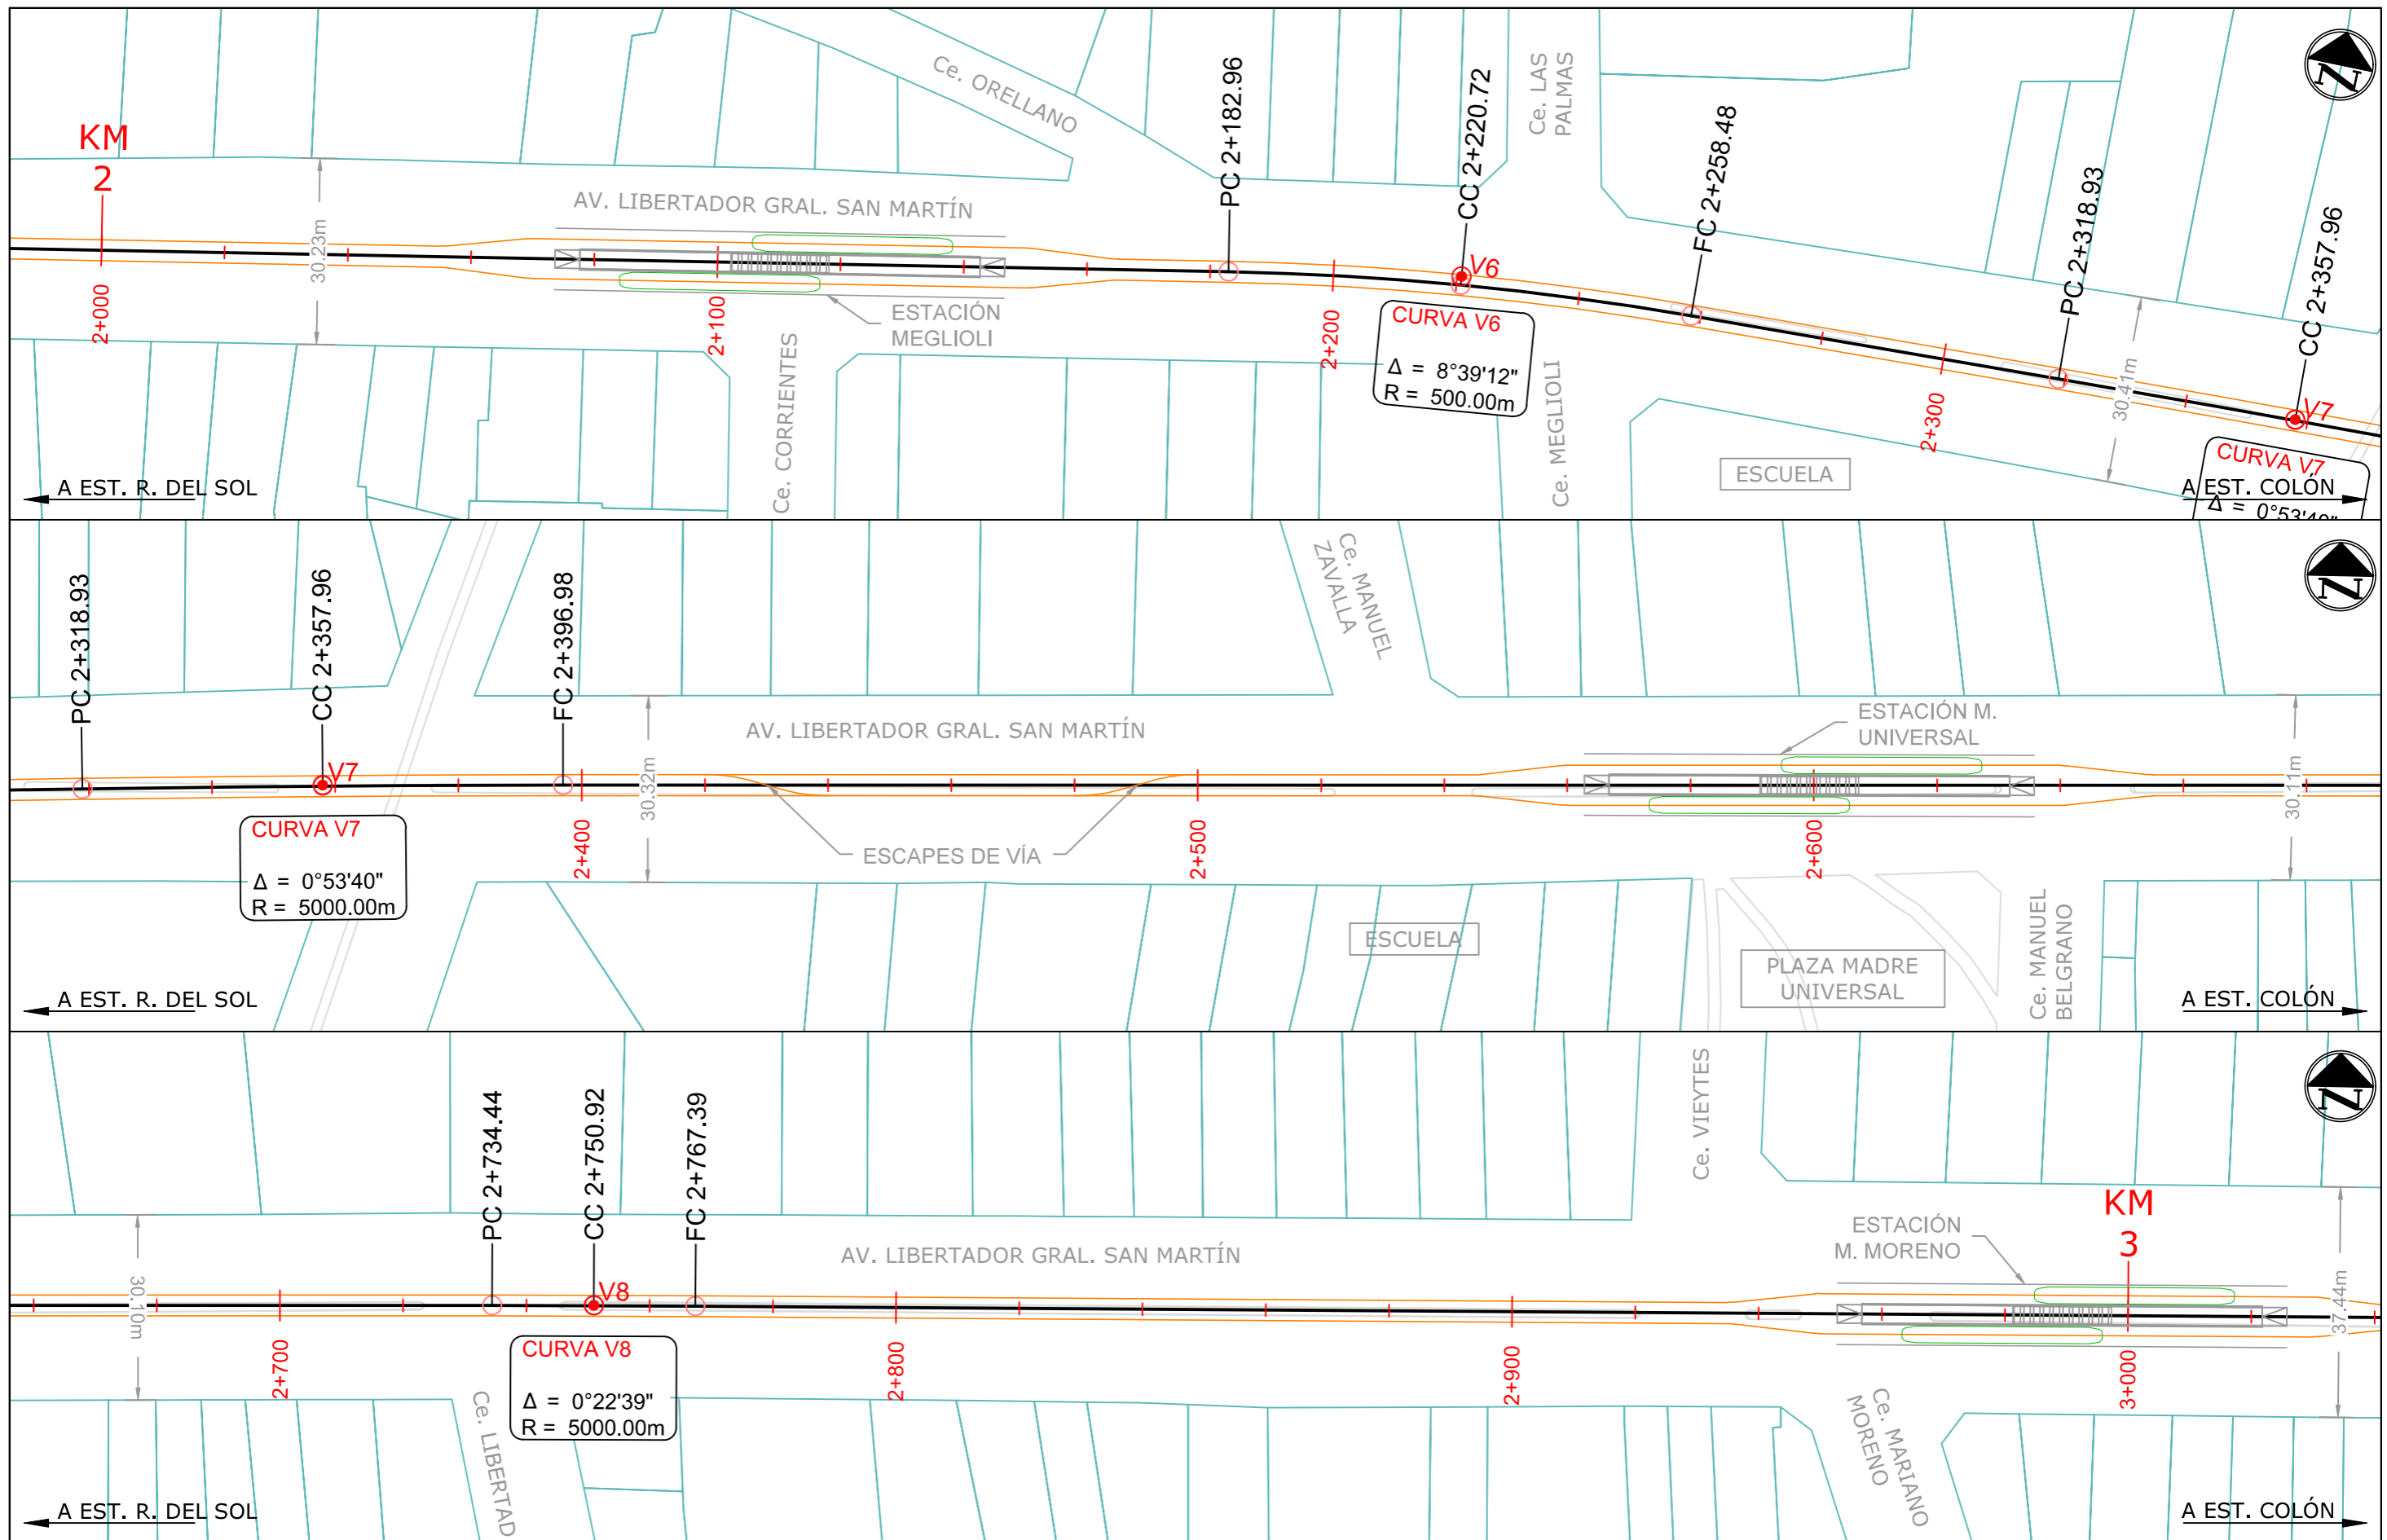 KM
2
Ce. ORELLANO
PC 2+182.96
CC 2+220.72
Ce. LAS
PALMAS
FC 2+258.48
PC 2+318.93
CC 2+357.96
N
30.23m
AV. LIBERTADOR GRAL. SAN MARTÍN
V6
2+000
2+100
2+200
2+300
ESTACIÓN
MEGLIOLI
CURVA V6
Δ = 8°39'12"
R = 500.00m
Ce. CORRIENTES
Ce. MEGLIOLI
30.41m
V7
ESCUELA
CURVA V7
Δ = 0°53'40"
A EST. R. DEL SOL
A EST. COLÓN
PC 2+318.93
CC 2+357.96
FC 2+396.98
Ce. MANUEL
ZAVALLA
N
AV. LIBERTADOR GRAL. SAN MARTÍN
ESTACIÓN M.
UNIVERSAL
V7
30.32m
30.11m
CURVA V7
Δ = 0°53'40"
R = 5000.00m
2+400
ESCAPES DE VÍA
2+500
2+600
ESCUELA
PLAZA MADRE
UNIVERSAL
Ce. MANUEL
BELGRANO
A EST. R. DEL SOL
A EST. COLÓN
PC 2+734.44
CC 2+750.92
FC 2+767.39
Ce. VIEYTES
N
AV. LIBERTADOR GRAL. SAN MARTÍN
ESTACIÓN
M. MORENO
KM
3
30.10m
V8
37.44m
2+700
CURVA V8
Δ = 0°22'39"
R = 5000.00m
2+800
2+900
3+000
Ce. LIBERTAD
Ce. MARIANO
MORENO
A EST. R. DEL SOL
A EST. COLÓN